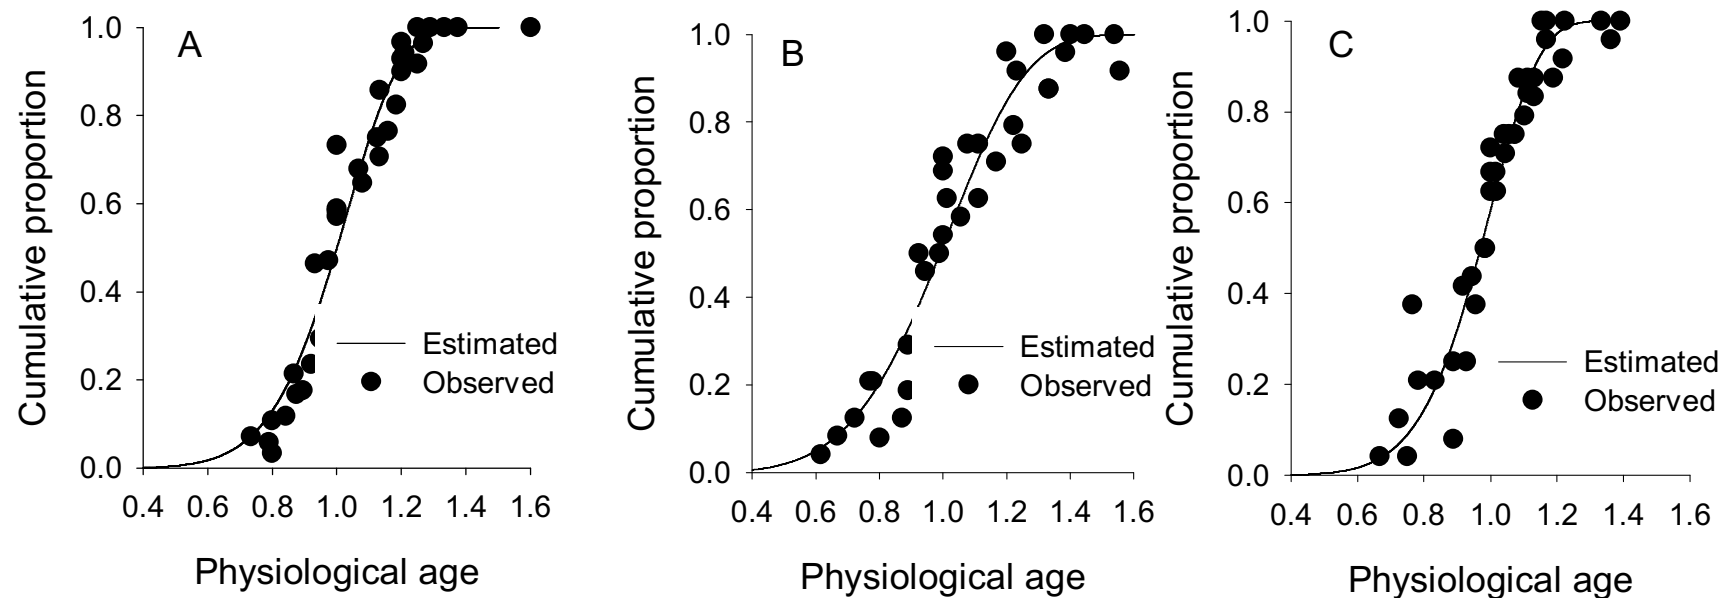 A
Cumulative proportion
1.0
0.8
0.6
0.4
0.2
0.0
0.4 0.6 0.8 1.0 1.2 1.4 1.6
Physiological age
Estimated
Observed
B
Cumulative proportion
1.0
0.8
0.6
0.4
0.2
0.0
0.4 0.6 0.8 1.0 1.2 1.4 1.6
Physiological age
Estimated
Observed
C
Cumulative proportion
1.0
0.8
0.6
0.4
0.2
0.0
0.4 0.6 0.8 1.0 1.2 1.4 1.6
Physiological age
Estimated
Observed